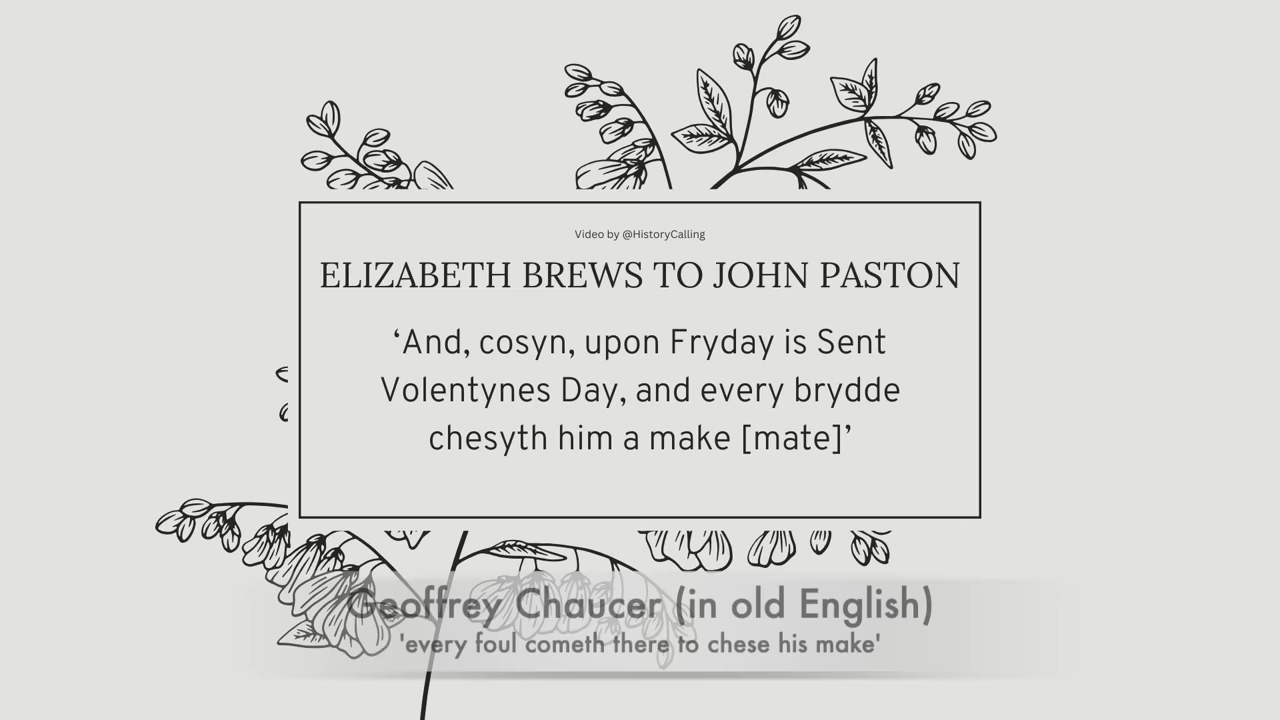 Video by @HistoryCalling
ELIZABETH BREWS TO JOHN PASTON
‘And, cosyn, upon Fryday is Sent
Volentynes Day, and every brydde
chesyth him a make [mate]’
Geoffrey Chaucer (in old English)
'every foul cometh there to chese his make'